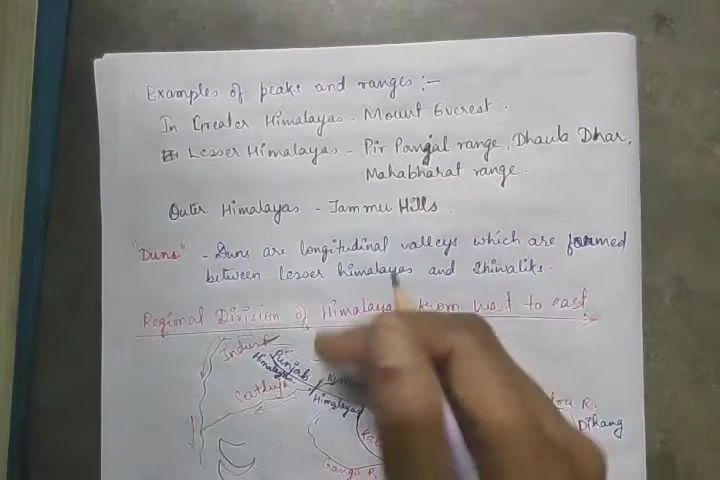 Examples of peaks and ranges :-
In Greater Himalayas - Mount Everest.
Lesser Himalayas - Pir Panjal range, Dhaula Dhar,
Mahabharat range.
Outer Himalayas - Jammu Hills.
"Duns" - Duns are longitudinal valleys which are formed
between lesser himalayas and Shiwaliks.
Regional Division of Himalayas from west to east
Indus
Punjab
Himalayas
Satluj
Himalayas
Ganga R.
R.
Dihang